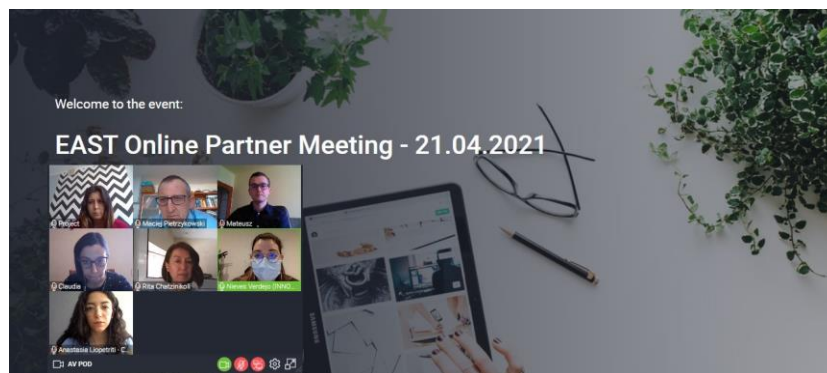 Welcome to the event:
EAST Online Partner Meeting - 21.04.2021
Project
Maciej Pietrzykowski
Mateusz
Claudia
Rita Chatzinikoli
Nieves Verdejo (INNO...
Anastasia Liopetriti - C...
AV POD
SAMSUNG